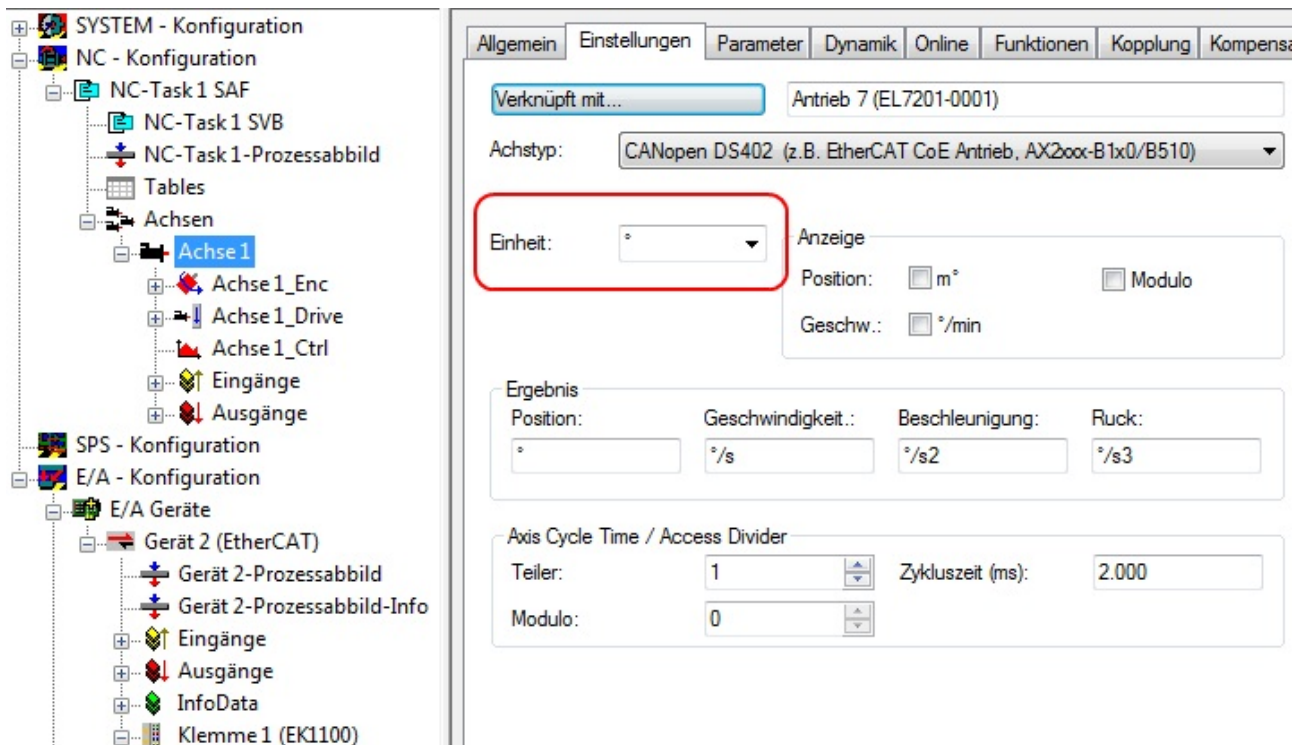 SYSTEM - Konfiguration
NC - Konfiguration
NC-Task 1 SAF
NC-Task 1 SVB
NC-Task 1-Prozessabbild
Tables
Achsen
Achse 1
Achse 1_Enc
Achse 1_Drive
Achse 1_Ctrl
Eingänge
Ausgänge
SPS - Konfiguration
E/A - Konfiguration
E/A Geräte
Gerät 2 (EtherCAT)
Gerät 2-Prozessabbild
Gerät 2-Prozessabbild-Info
Eingänge
Ausgänge
InfoData
Klemme 1 (EK1100)
Allgemein Einstellungen Parameter Dynamik Online Funktionen Kopplung Kompensa
Verknüpft mit... Antrieb 7 (EL7201-0001)
Achstyp: CANopen DS402 (z.B. EtherCAT CoE Antrieb, AX2xxx-B1x0/B510)
Einheit: °
Anzeige
Position: m° Modulo
Geschw.: °/min
Ergebnis
Position: Geschwindigkeit.: Beschleunigung: Ruck:
° °/s °/s2 °/s3
Axis Cycle Time / Access Divider
Teiler: 1 Zykluszeit (ms): 2.000
Modulo: 0